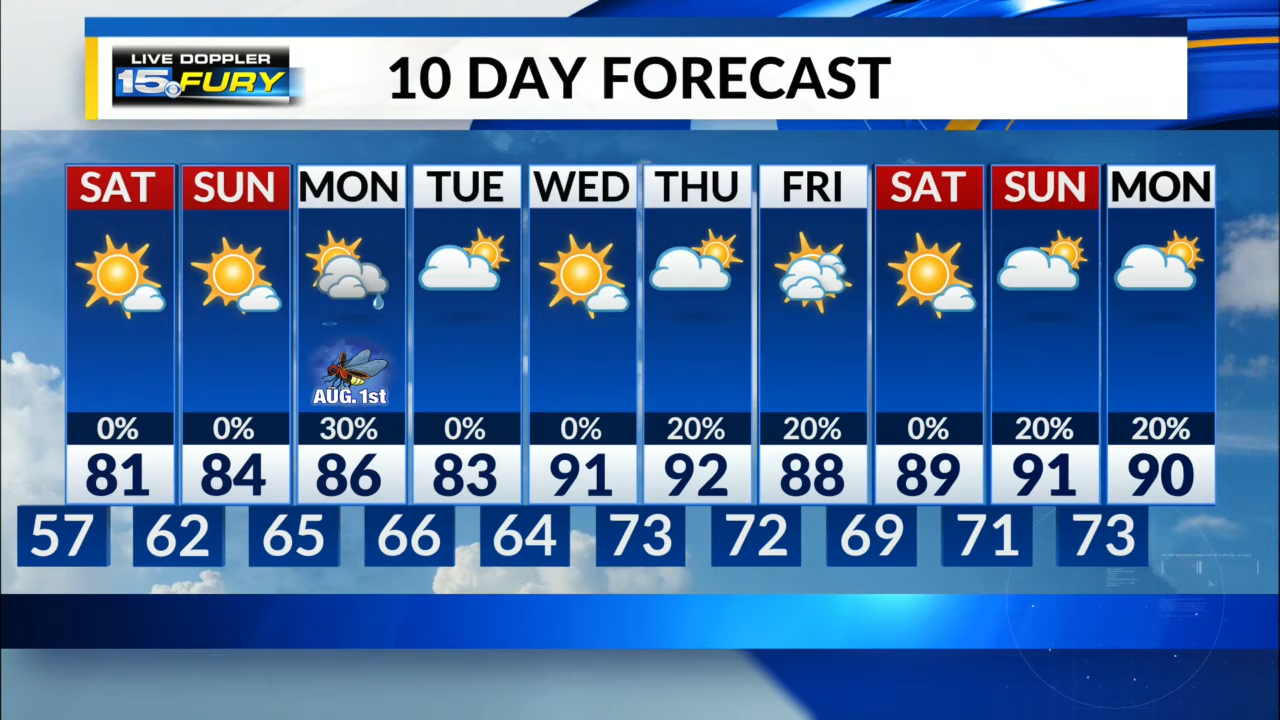 LIVE DOPPLER
15 FURY
10 DAY FORECAST
SAT SUN MON TUE WED THU FRI SAT SUN MON
AUG. 1st
0% 0% 30% 0% 0% 20% 20% 0% 20% 20%
81 84 86 83 91 92 88 89 91 90
57 62 65 66 64 73 72 69 71 73